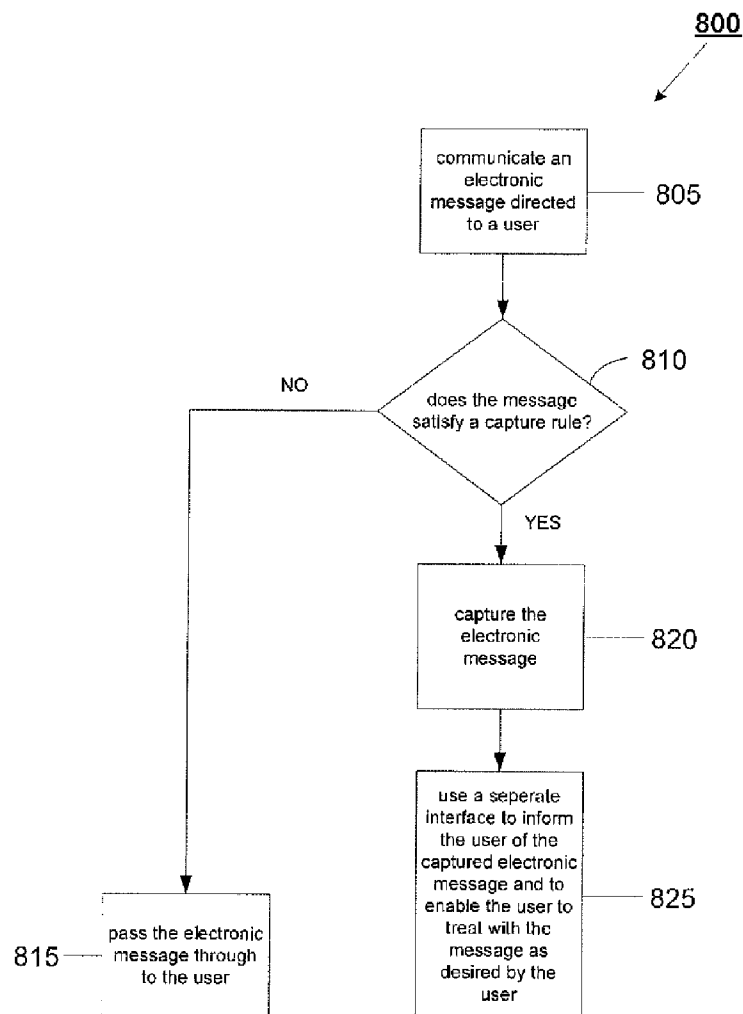 800
communicate an
electronic
message directed
to a user
805
810
NO
does the message
satisfy a capture rule?
YES
capture the
electronic
message
820
use a seperate
interface to inform
the user of the
captured electronic
message and to
enable the user to
treat with the
message as
desired by the
user
825
pass the electronic
message through
to the user
815